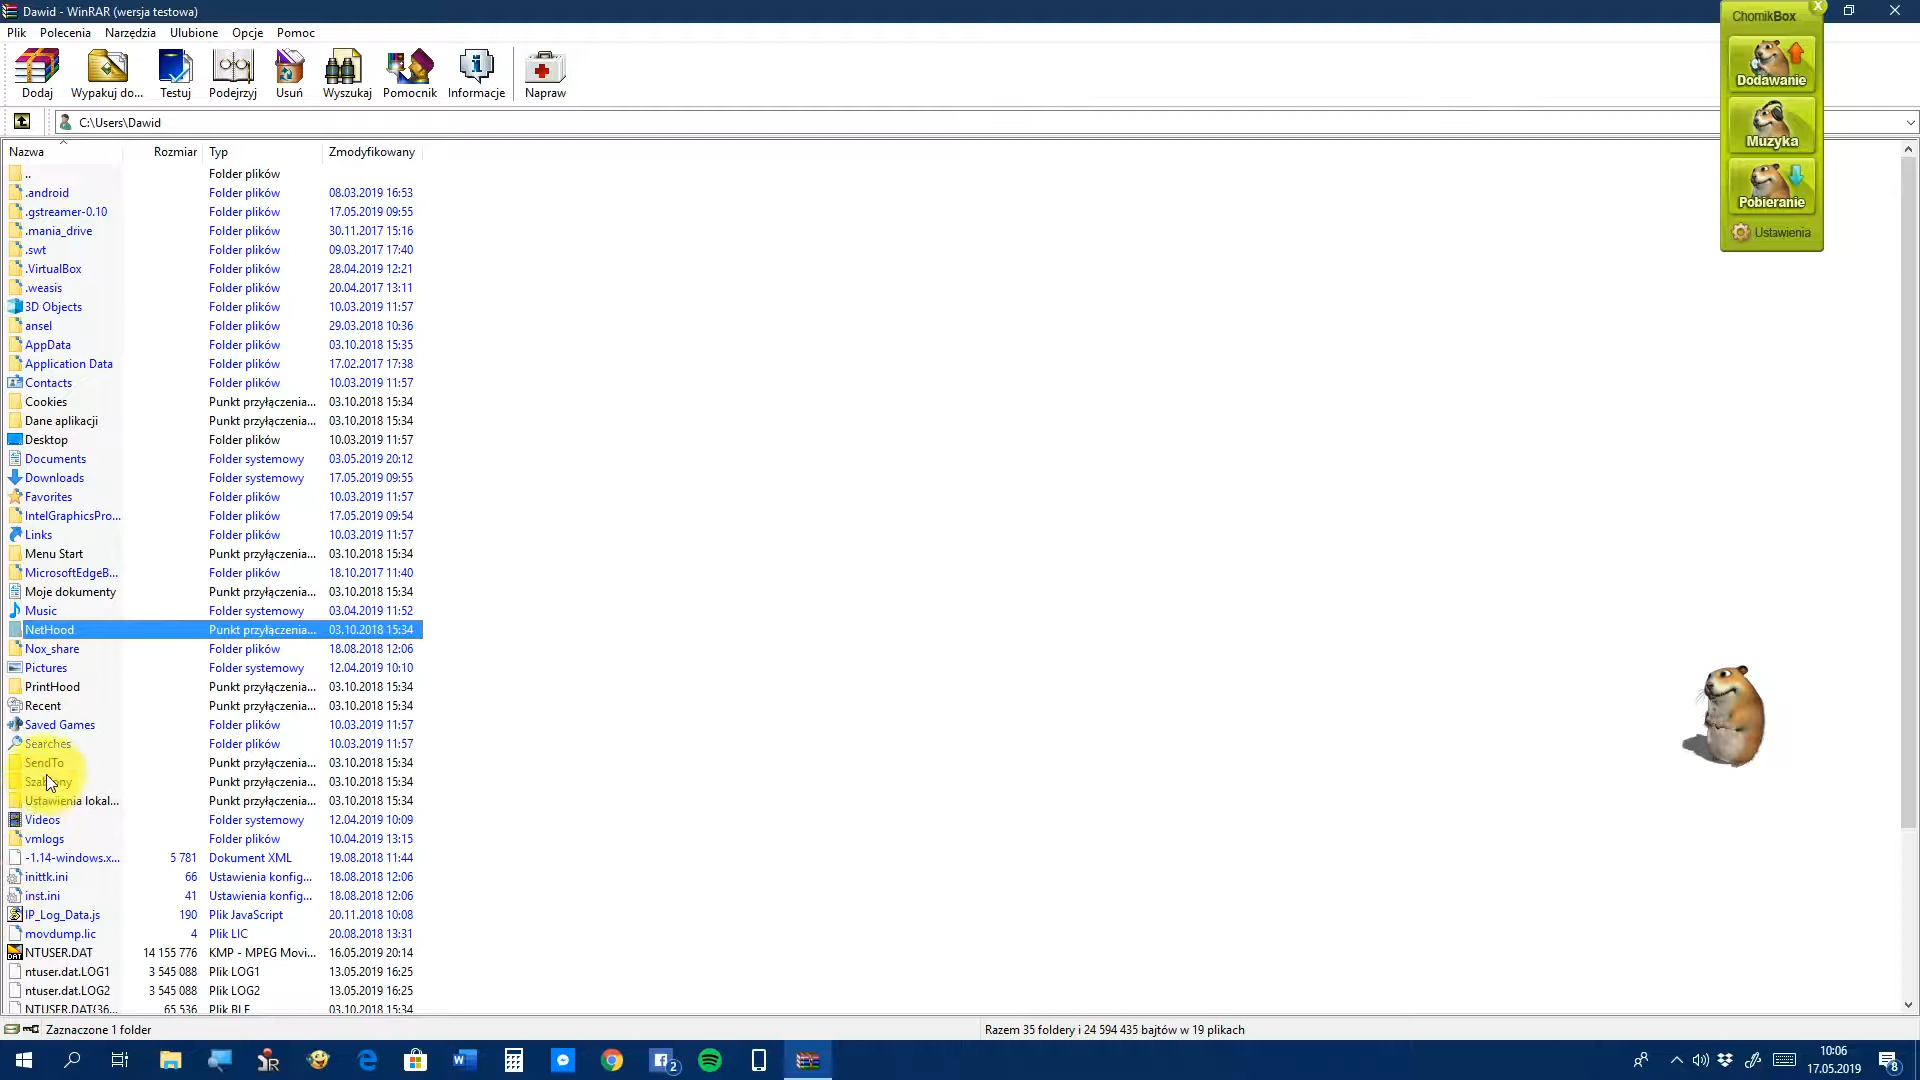 Dawid - WinRAR (wersja testowa)
ChomikBox X
Plik Polecenia Narzędzia Ulubione Opcje Pomoc
Dodaj Wypakuj do... Testuj Podejrzyj Usuń Wyszukaj Pomocnik Informacje Napraw
Dodawanie
Muzyka
Pobieranie
Ustawienia
C:\Users\Dawid
Nazwa Rozmiar Typ Zmodyfikowany
.. Folder plików
.android Folder plików 08.03.2019 16:53
.gstreamer-0.10 Folder plików 17.05.2019 09:55
.mania_drive Folder plików 30.11.2017 15:16
.swt Folder plików 09.03.2017 17:40
.VirtualBox Folder plików 28.04.2019 12:21
.weasis Folder plików 20.04.2017 13:11
3D Objects Folder plików 10.03.2019 11:57
ansel Folder plików 29.03.2018 10:36
AppData Folder plików 03.10.2018 15:35
Application Data Folder plików 17.02.2017 17:38
Contacts Folder plików 10.03.2019 11:57
Cookies Punkt przyłączenia... 03.10.2018 15:34
Dane aplikacji Punkt przyłączenia... 03.10.2018 15:34
Desktop Folder plików 10.03.2019 11:57
Documents Folder systemowy 03.05.2019 20:12
Downloads Folder systemowy 17.05.2019 09:55
Favorites Folder plików 10.03.2019 11:57
IntelGraphicsPro... Folder plików 17.05.2019 09:54
Links Folder plików 10.03.2019 11:57
Menu Start Punkt przyłączenia... 03.10.2018 15:34
MicrosoftEdgeB... Folder plików 18.10.2017 11:40
Moje dokumenty Punkt przyłączenia... 03.10.2018 15:34
Music Folder systemowy 03.04.2019 11:52
NetHood Punkt przyłączenia... 03.10.2018 15:34
Nox_share Folder plików 18.08.2018 12:06
Pictures Folder systemowy 12.04.2019 10:10
PrintHood Punkt przyłączenia... 03.10.2018 15:34
Recent Punkt przyłączenia... 03.10.2018 15:34
Saved Games Folder plików 10.03.2019 11:57
Searches Folder plików 10.03.2019 11:57
SendTo Punkt przyłączenia... 03.10.2018 15:34
Szablony Punkt przyłączenia... 03.10.2018 15:34
Ustawienia lokal... Punkt przyłączenia... 03.10.2018 15:34
Videos Folder systemowy 12.04.2019 10:09
vmlogs Folder plików 10.04.2019 13:15
-1.14-windows.x... 5 781 Dokument XML 19.08.2018 11:44
inittk.ini 66 Ustawienia konfig... 18.08.2018 12:06
inst.ini 41 Ustawienia konfig... 18.08.2018 12:06
IP_Log_Data.js 190 Plik JavaScript 20.11.2018 10:08
movdump.lic 4 Plik LIC 20.08.2018 13:31
NTUSER.DAT 14 155 776 KMP - MPEG Movi... 16.05.2019 20:14
ntuser.dat.LOG1 3 545 088 Plik LOG1 13.05.2019 16:25
ntuser.dat.LOG2 3 545 088 Plik LOG2 13.05.2019 16:25
NTUSER.DAT{36... 65 536 Plik BLF 03.10.2018 15:34
Zaznaczone 1 folder Razem 35 foldery i 24 594 435 bajtów w 19 plikach
2
10:06
17.05.2019
8